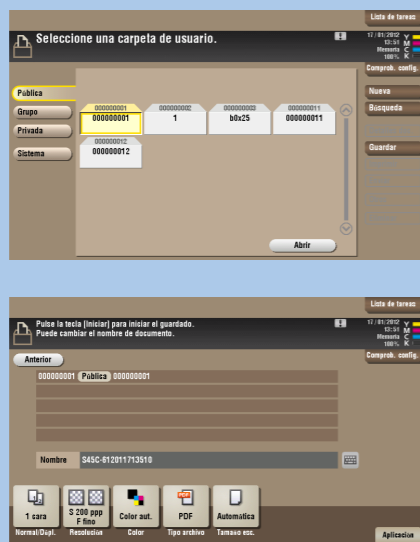 Lista de tareas
Seleccione una carpeta de usuario.
17/01/2012 Y
13:51 M
Memoria C
100% K
Comprob. config.
Pública
Grupo
Privada
Sistema
000000001 000000002 000000003 000000011
000000001 1 b0x25 000000011
000000012
000000012
Nueva
Búsqueda
Guardar
Abrir
Lista de tareas
Pulse la tecla [Iniciar] para iniciar el guardado.
Puede cambiar el nombre de documento.
17/01/2012 Y
13:51 M
Memoria C
100% K
Comprob. config.
Anterior
000000001 Pública 000000001
Nombre S45C-612011713510
1 cara S 200 ppp F fino Color aut. PDF Automática
Normal/Dúpl. Resolución Color Tipo archivo Tamaño esc.
Aplicación